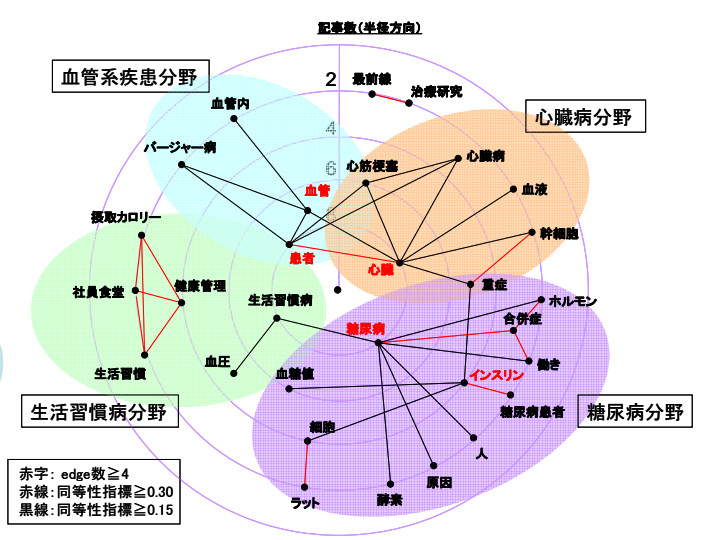 記事数(半径方向)
2
最前線
治療研究
4
血管系疾患分野
血管内
心臓病分野
バージャー病
6
心筋梗塞
心臓病
血管
血液
摂取カロリー
幹細胞
患者
心臓
社員食堂
健康管理
生活習慣病
重症
ホルモン
糖尿病
合併症
生活習慣
血圧
血糖値
インスリン
働き
生活習慣病分野
糖尿病患者
糖尿病分野
細胞
人
赤字: edge数≧4
赤線:同等性指標≧0.30
黒線:同等性指標≧0.15
ラット
酵素
原因